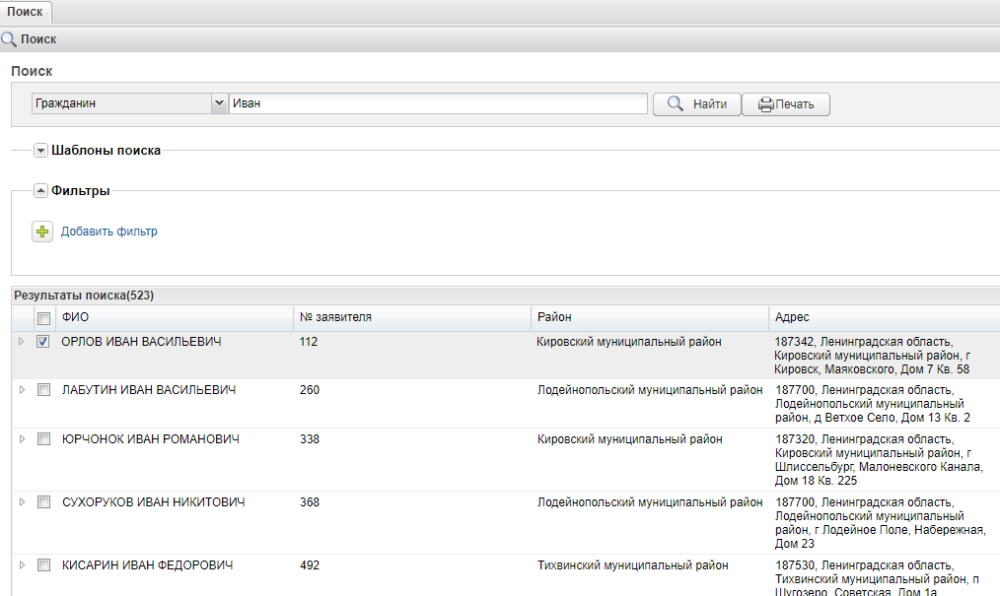 Поиск
Поиск
Поиск
Гражданин Иван Найти Печать
Шаблоны поиска
Фильтры
Добавить фильтр
Результаты поиска(523)
ФИО № заявителя Район Адрес
ОРЛОВ ИВАН ВАСИЛЬЕВИЧ 112 Кировский муниципальный район 187342, Ленинградская область,
Кировский муниципальный район, г
Кировск, Маяковского, Дом 7 Кв. 58
ЛАБУТИН ИВАН ВАСИЛЬЕВИЧ 260 Лодейнопольский муниципальный район 187700, Ленинградская область,
Лодейнопольский муниципальный
район, д Ветхое Село, Дом 13 Кв. 2
ЮРЧОНОК ИВАН РОМАНОВИЧ 338 Кировский муниципальный район 187320, Ленинградская область,
Кировский муниципальный район, г
Шлиссельбург, Малоневского Канала,
Дом 18 Кв. 225
СУХОРУКОВ ИВАН НИКИТОВИЧ 368 Лодейнопольский муниципальный район 187700, Ленинградская область,
Лодейнопольский муниципальный
район, г Лодейное Поле, Набережная,
Дом 23
КИСАРИН ИВАН ФЕДОРОВИЧ 492 Тихвинский муниципальный район 187530, Ленинградская область,
Тихвинский муниципальный район, п
Шугозеро, Советская, Дом 1а